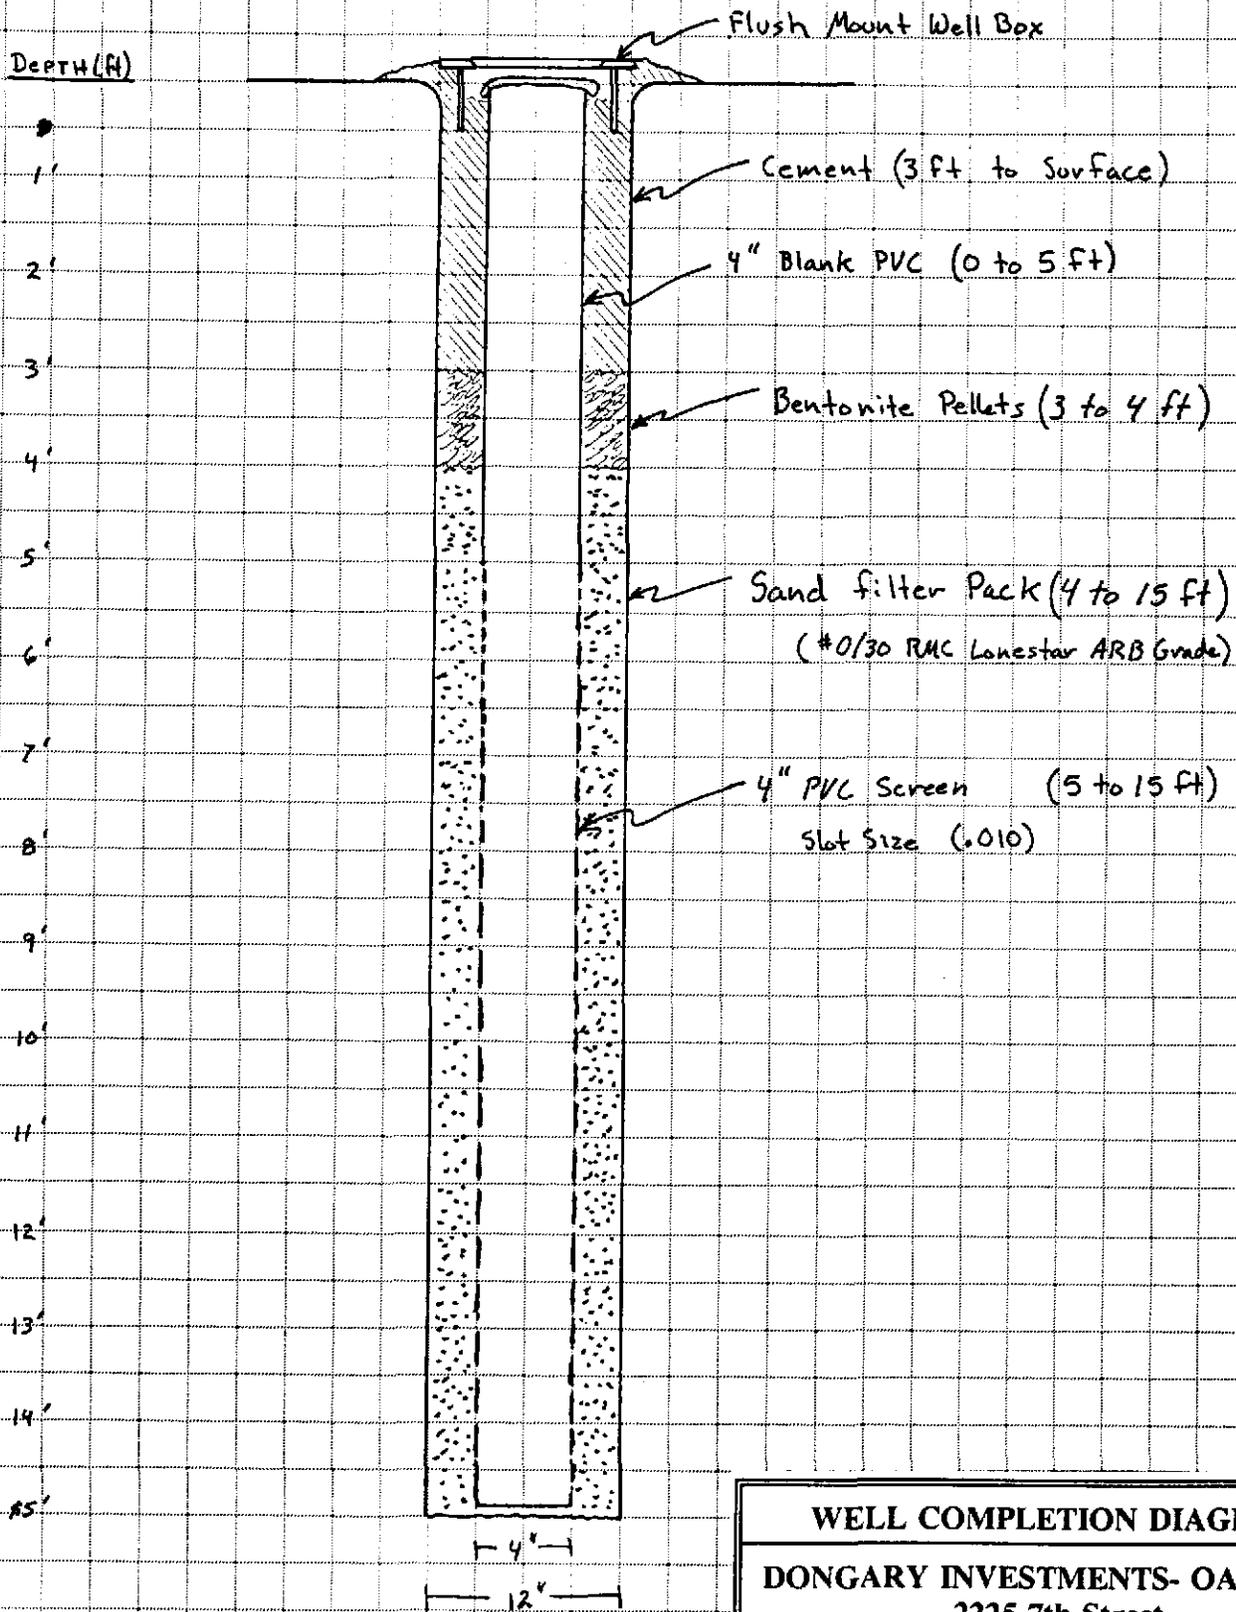 Flush Mount Well Box
DEPTH (ft)
1'
Cement (3 ft to Surface)
2'
4" Blank PVC (0 to 5 ft)
3'
Bentonite Pellets (3 to 4 ft)
4'
5'
Sand filter Pack (4 to 15 ft)
6'
(#0/30 RMC Lonestar ARB Grade)
7'
4" PVC Screen (5 to 15 ft)
8'
Slot Size (.010)
9'
10'
11'
12'
13'
14'
15'
WELL COMPLETION DIAG
4"
DONGARY INVESTMENTS- OA
12"
2225 7th Street